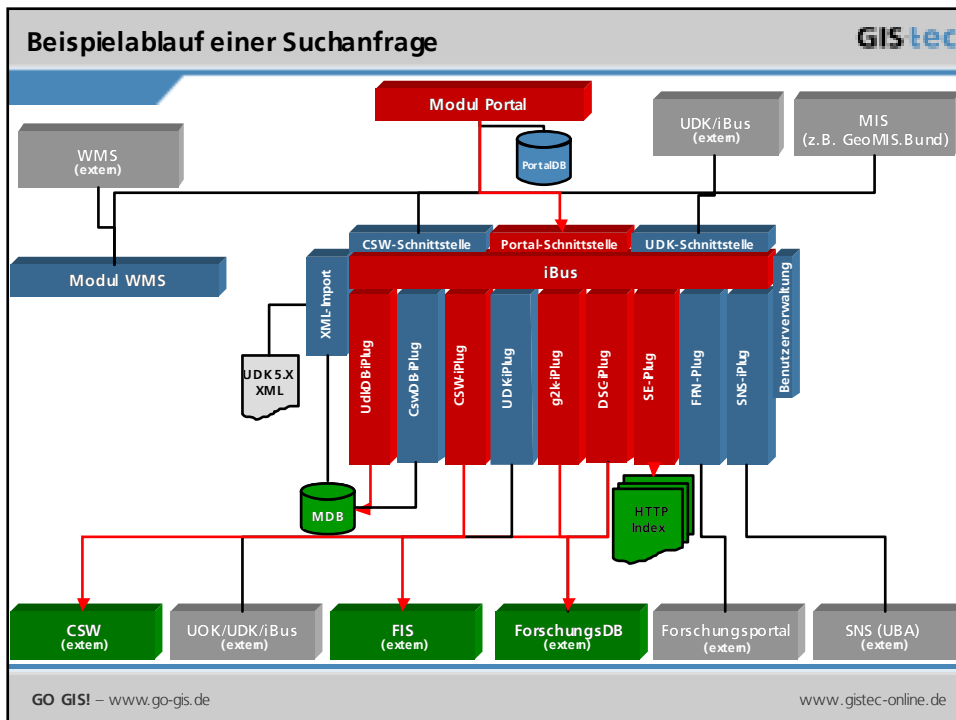 Beispielablauf einer Suchanfrage
GIS tec
Modul Portal
PortalDB
UDK/iBus
(extern)
MIS
(z.B. GeoMIS.Bund)
WMS
(extern)
CSW-Schnittstelle
Portal-Schnittstelle
UDK-Schnittstelle
Modul WMS
XML-Import
iBus
Benutzerverwaltung
UDK 5.X
XML
UdkDB-iPlug
CswDB-iPlug
CSW-iPlug
UDK-iPlug
g2k-iPlug
DSC-iPlug
SE-iPlug
FPN-iPlug
SNS-iPlug
MDB
HTTP
Index
CSW
(extern)
UOK/UDK/iBus
(extern)
FIS
(extern)
ForschungsDB
(extern)
Forschungsportal
(extern)
SNS (UBA)
(extern)
GO GIS! – www.go-gis.de
www.gistec-online.de